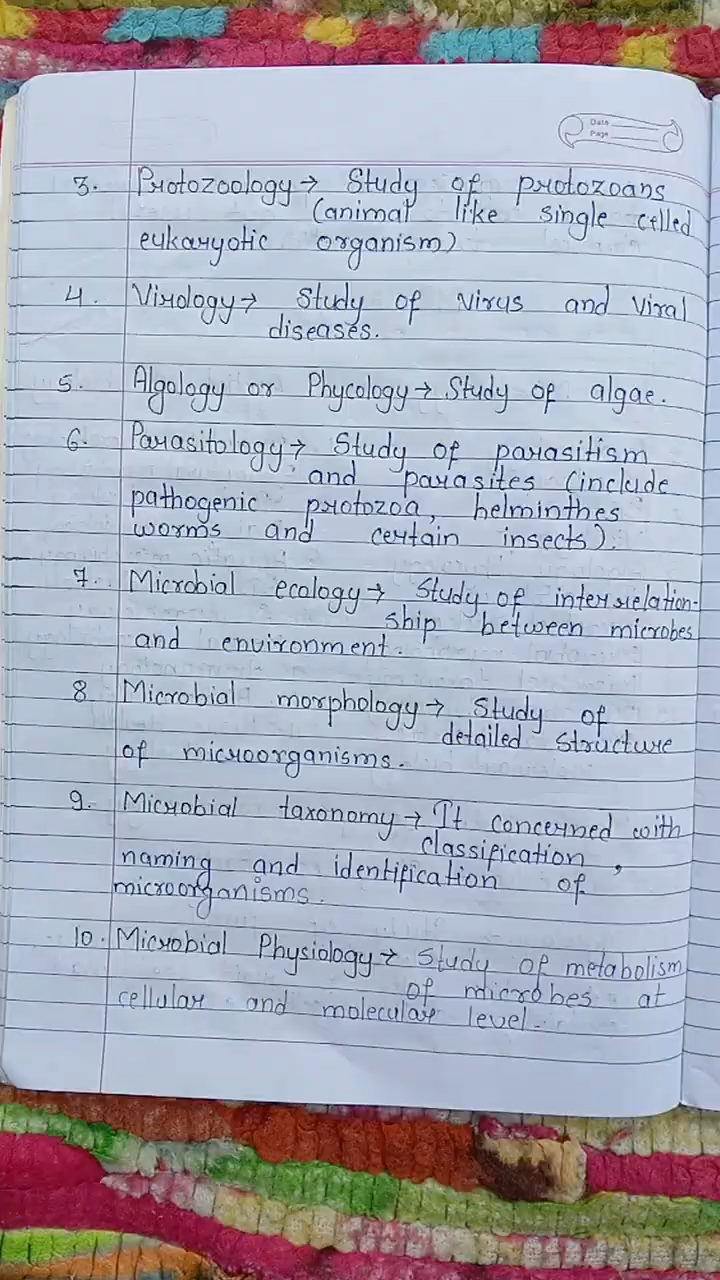 Date
Page
3. Protozoology → Study of protozoans
(animal like single celled
eukaryotic organism)
4. Virology → Study of virus and viral
diseases.
5. Algology or Phycology → Study of algae.
6. Parasitology → Study of parasitism
and parasites (include
pathogenic protozoa, helminthes
worms and certain insects).
7. Microbial ecology → Study of interrelation-
ship between microbes
and environment.
8 Microbial morphology → Study of
detailed structure
of microorganisms.
9. Microbial taxonomy → It concerned with
classification,
naming and identification of
microorganisms.
10. Microbial Physiology → Study of metabolism
of microbes at
cellular and molecular level.